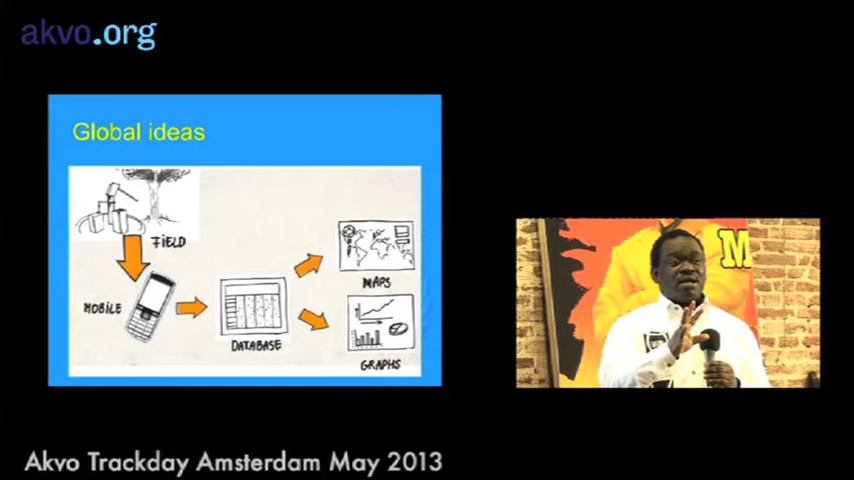 akvo.org
Global ideas
FiELD
MOBiLE
DATABASE
MAPS
GRAPHS
M
Akvo Trackday Amsterdam May 2013